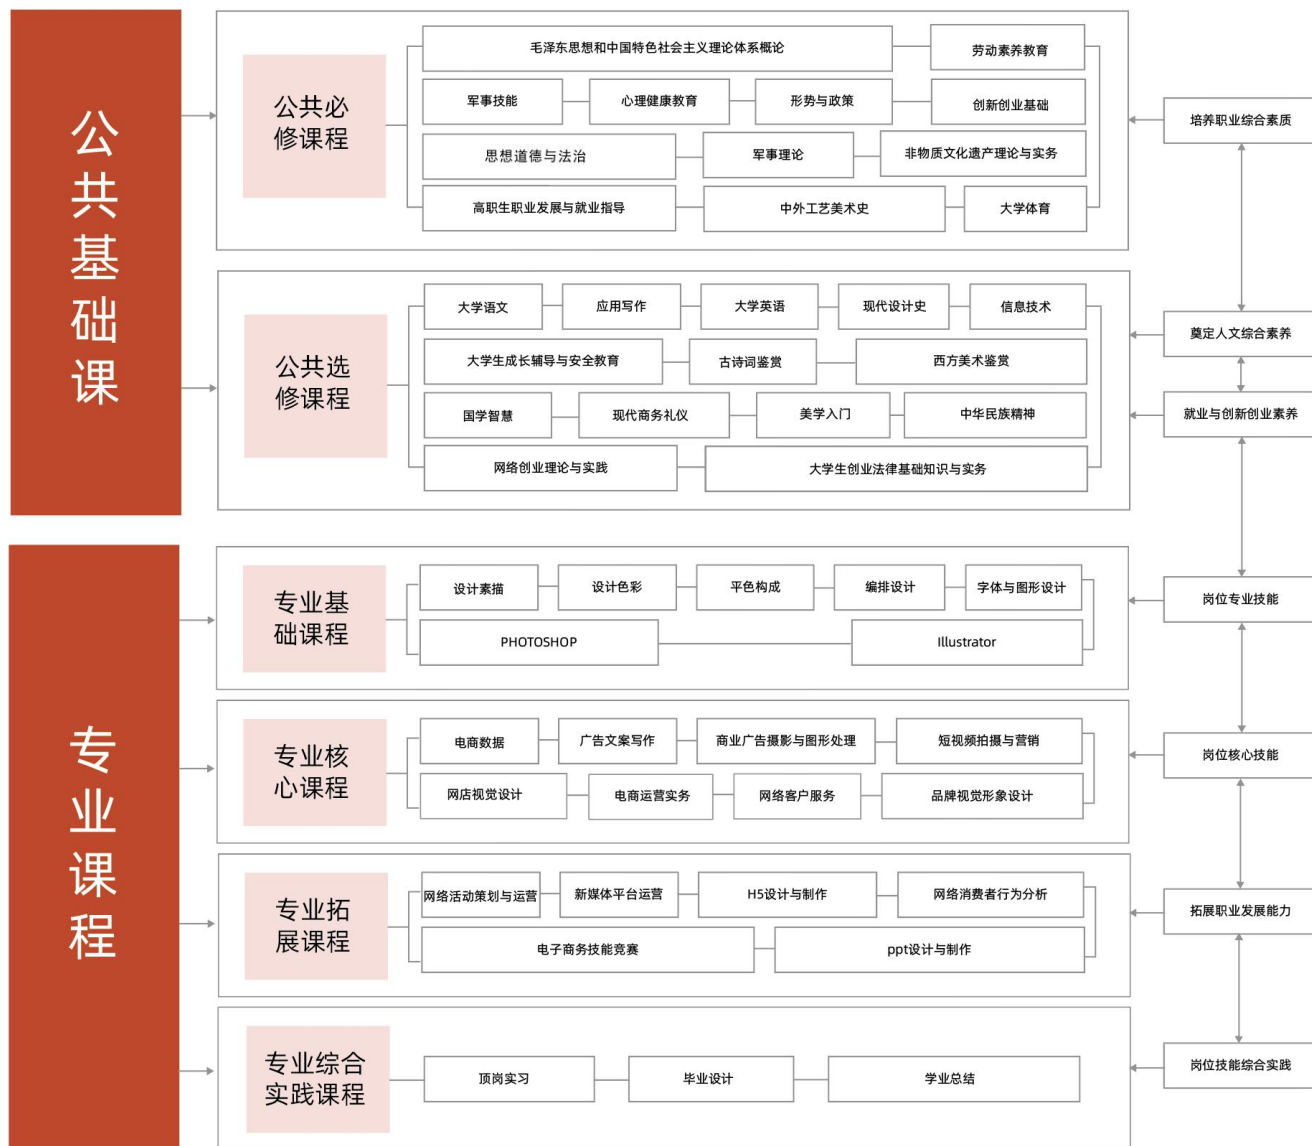 公共基础课
公共必
修课程
毛泽东思想和中国特色社会主义理论体系概论
劳动素养教育
军事技能
心理健康教育
形势与政策
创新创业基础
思想道德与法治
军事理论
非物质文化遗产理论与实务
高职生职业发展与就业指导
中外工艺美术史
大学体育
培养职业综合素质
公共选
修课程
大学语文
应用写作
大学英语
现代设计史
信息技术
大学生成长辅导与安全教育
古诗词鉴赏
西方美术鉴赏
国学智慧
现代商务礼仪
美学入门
中华民族精神
网络创业理论与实践
大学生创业法律基础知识与实务
奠定人文综合素养
就业与创新创业素养
专业课程
专业基
础课程
设计素描
设计色彩
平色构成
编排设计
字体与图形设计
PHOTOSHOP
Illustrator
岗位专业技能
专业核
心课程
电商数据
广告文案写作
商业广告摄影与图形处理
短视频拍摄与营销
网店视觉设计
电商运营实务
网络客户服务
品牌视觉形象设计
岗位核心技能
专业拓
展课程
网络活动策划与运营
新媒体平台运营
H5设计与制作
网络消费者行为分析
电子商务技能竞赛
ppt设计与制作
拓展职业发展能力
专业综合
实践课程
顶岗实习
毕业设计
学业总结
岗位技能综合实践